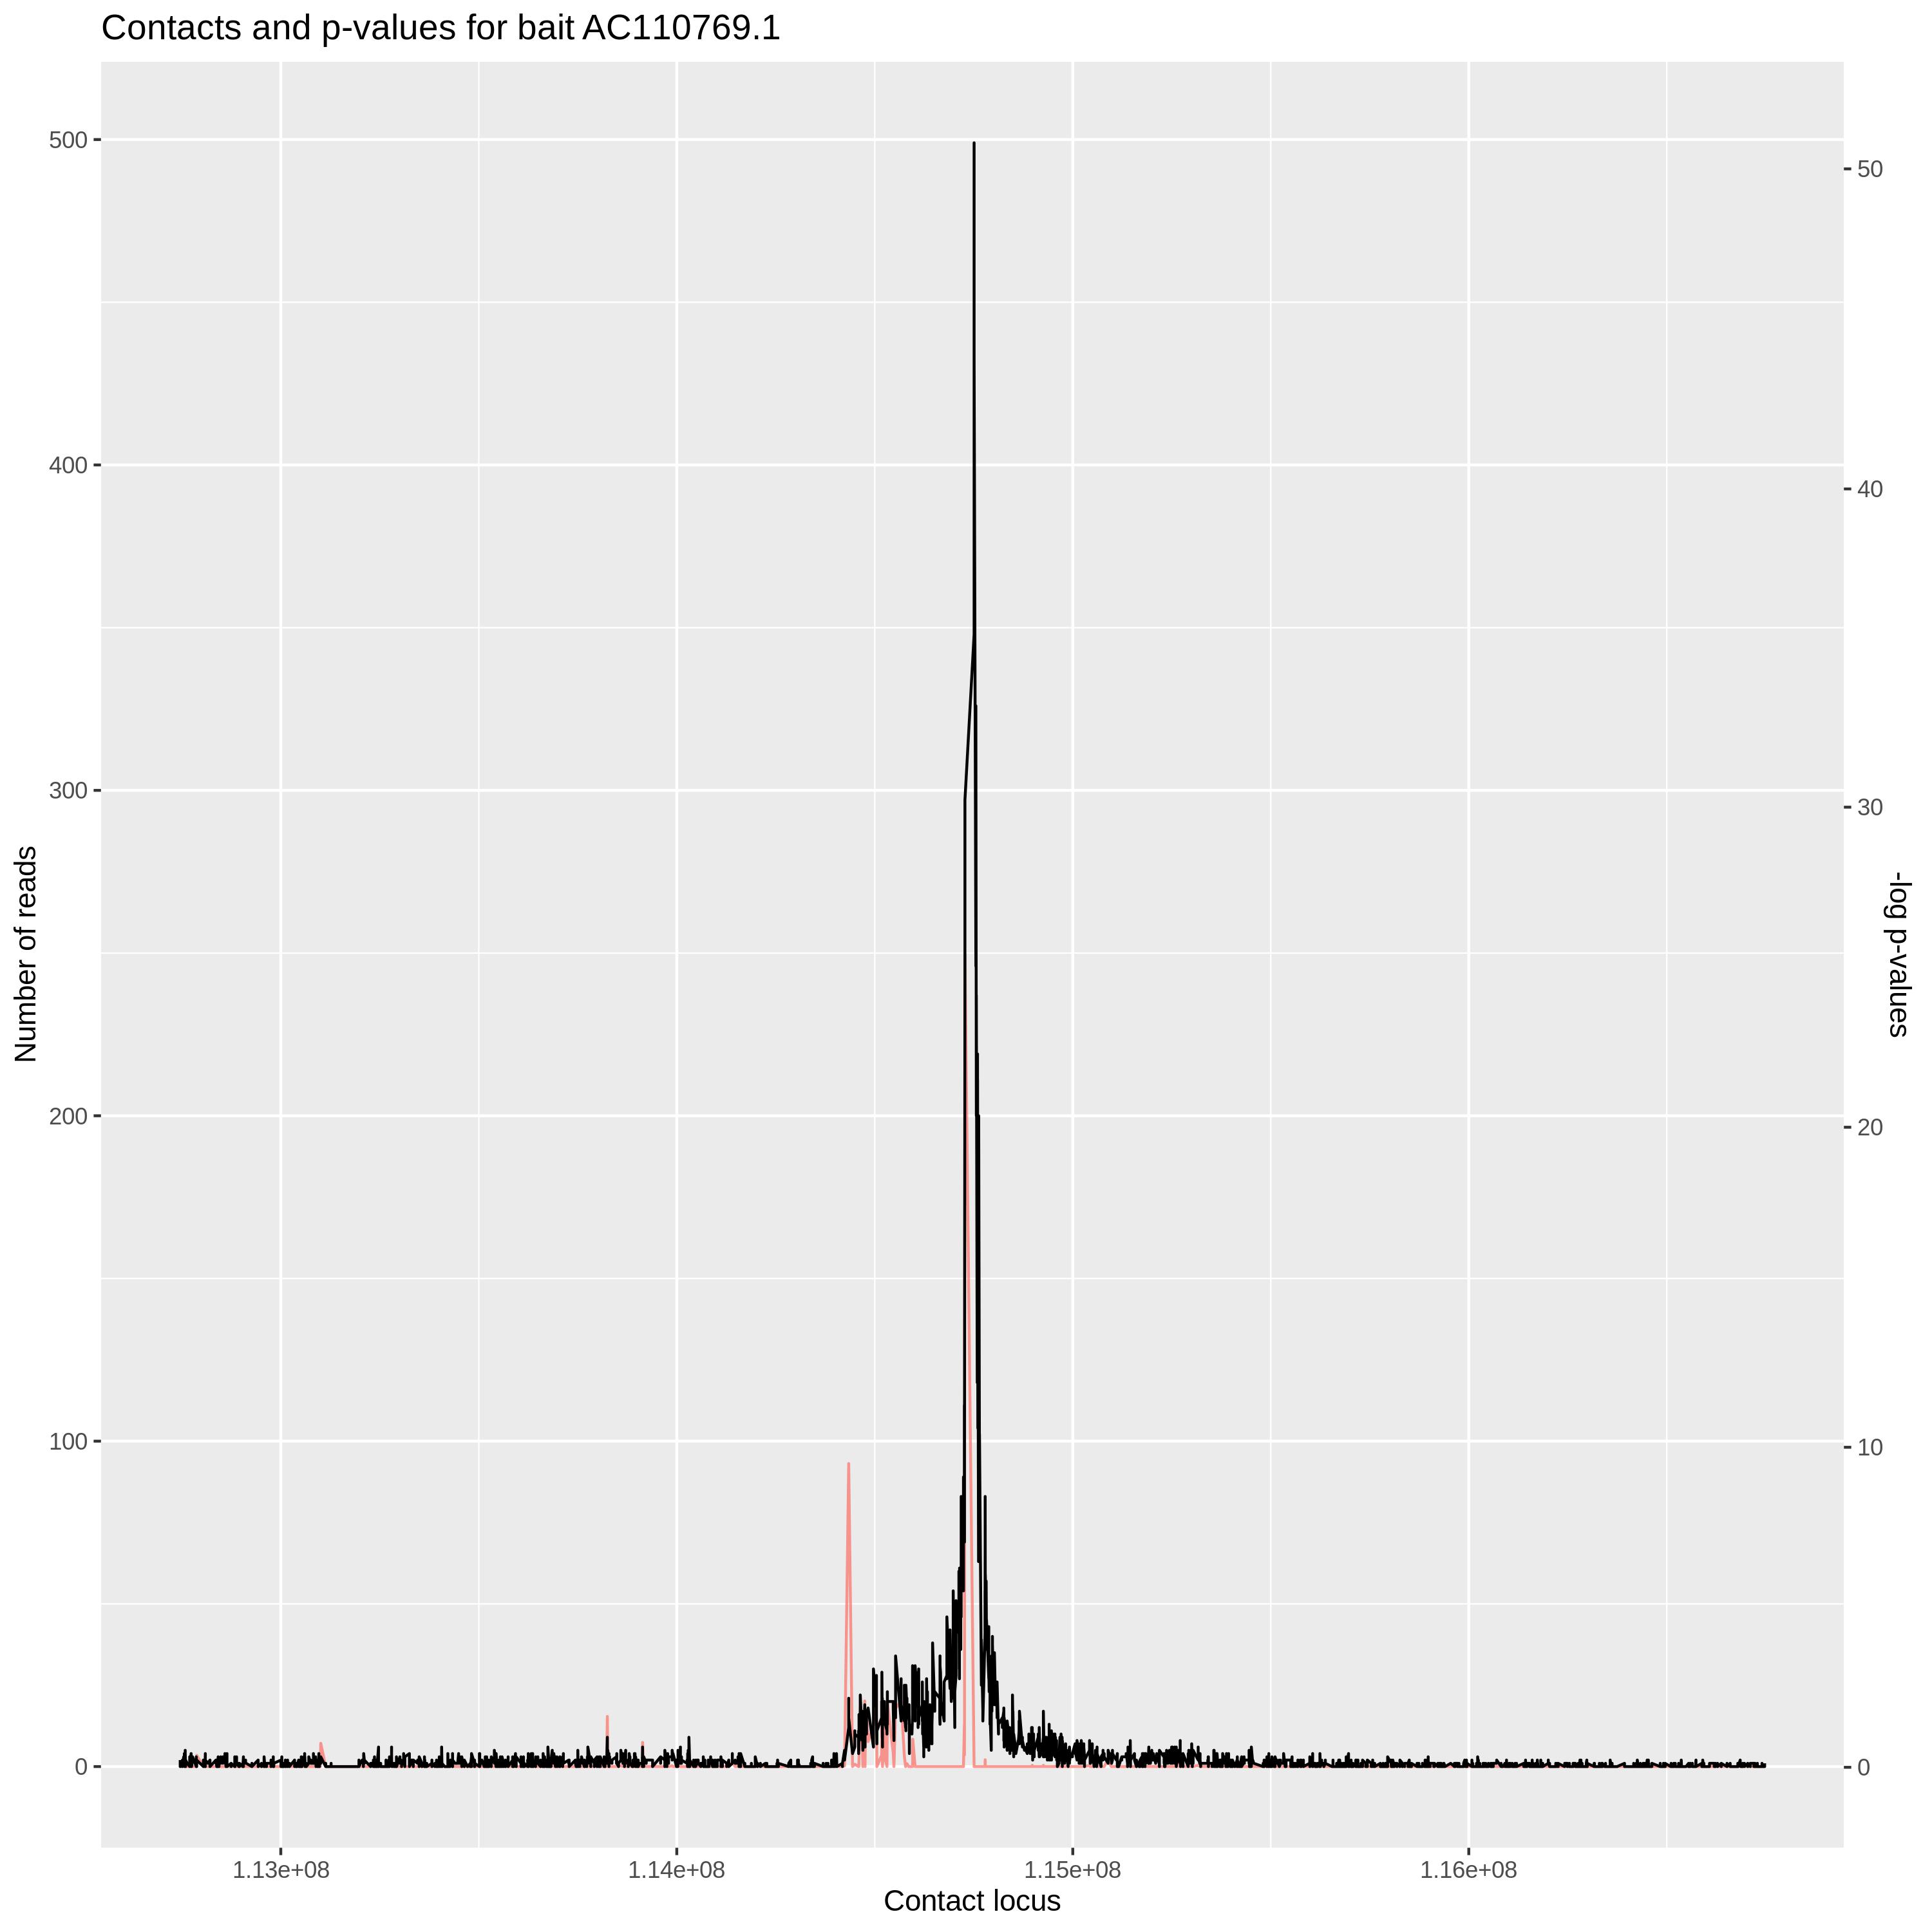 Contacts and p-values for bait AC110769.1
500
400
300
200
100
0
Number of reads
50
40
30
20
10
0
-log p-values
1.13e+08
1.14e+08
1.15e+08
1.16e+08
Contact locus